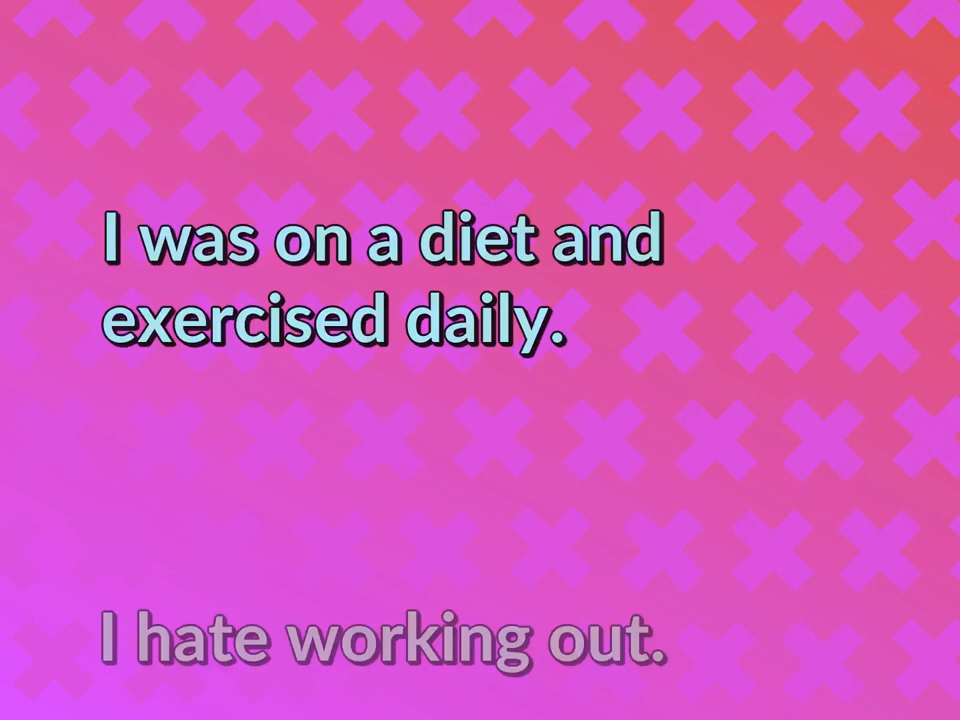 I was on a diet and
exercised daily.
I hate working out.